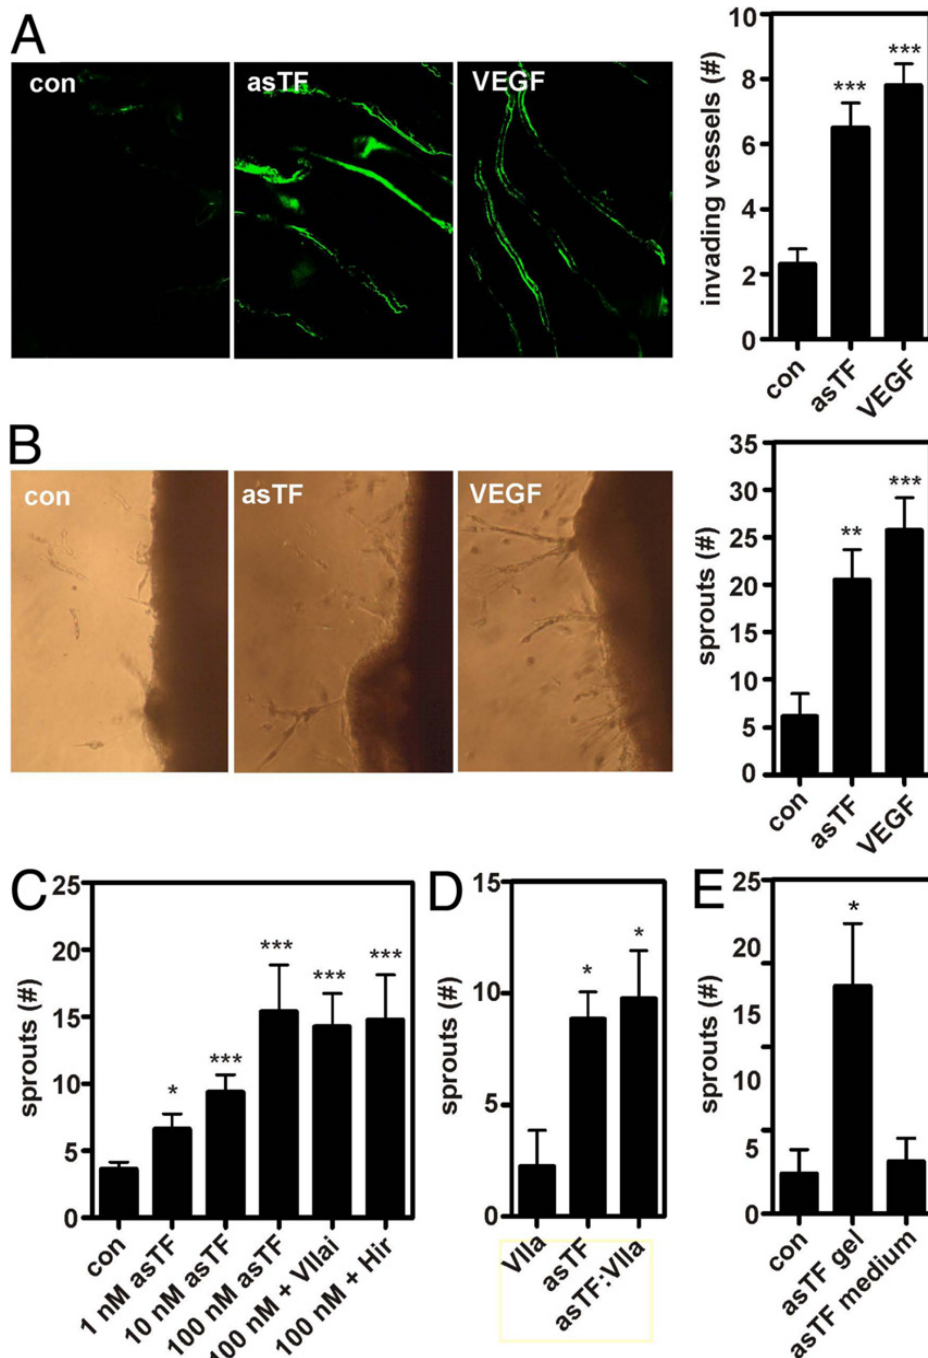 A
con
asTF
VEGF
invading vessels (#)
10
8
6
4
2
0
***
***
con
asTF
VEGF
B
con
asTF
VEGF
sprouts (#)
35
30
25
20
15
10
5
0
**
***
con
asTF
VEGF
C
sprouts (#)
25
20
15
10
5
0
*
***
***
***
***
con
1 nM asTF
10 nM asTF
100 nM asTF
100 nM + VIIai
100 nM + Hir
D
sprouts (#)
15
10
5
0
*
*
VIIa
asTF
asTF:VIIa
E
sprouts (#)
25
20
15
10
5
0
*
con
asTF gel
asTF medium